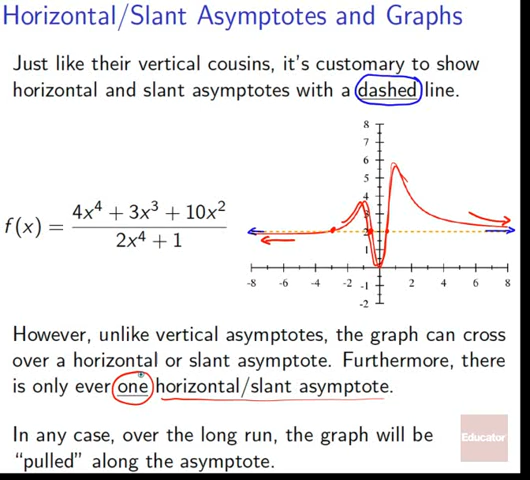 Horizontal/Slant Asymptotes and Graphs
Just like their vertical cousins, it's customary to show
horizontal and slant asymptotes with a dashed line.
f(x) = (4x⁴ + 3x³ + 10x²)/(2x⁴ + 1)
8
7
6
5
4
3
2
1
-8 -6 -4 -2 -1 2 4 6 8
-2
However, unlike vertical asymptotes, the graph can cross
over a horizontal or slant asymptote. Furthermore, there
is only ever one horizontal/slant asymptote.
In any case, over the long run, the graph will be
"pulled" along the asymptote.
Educator